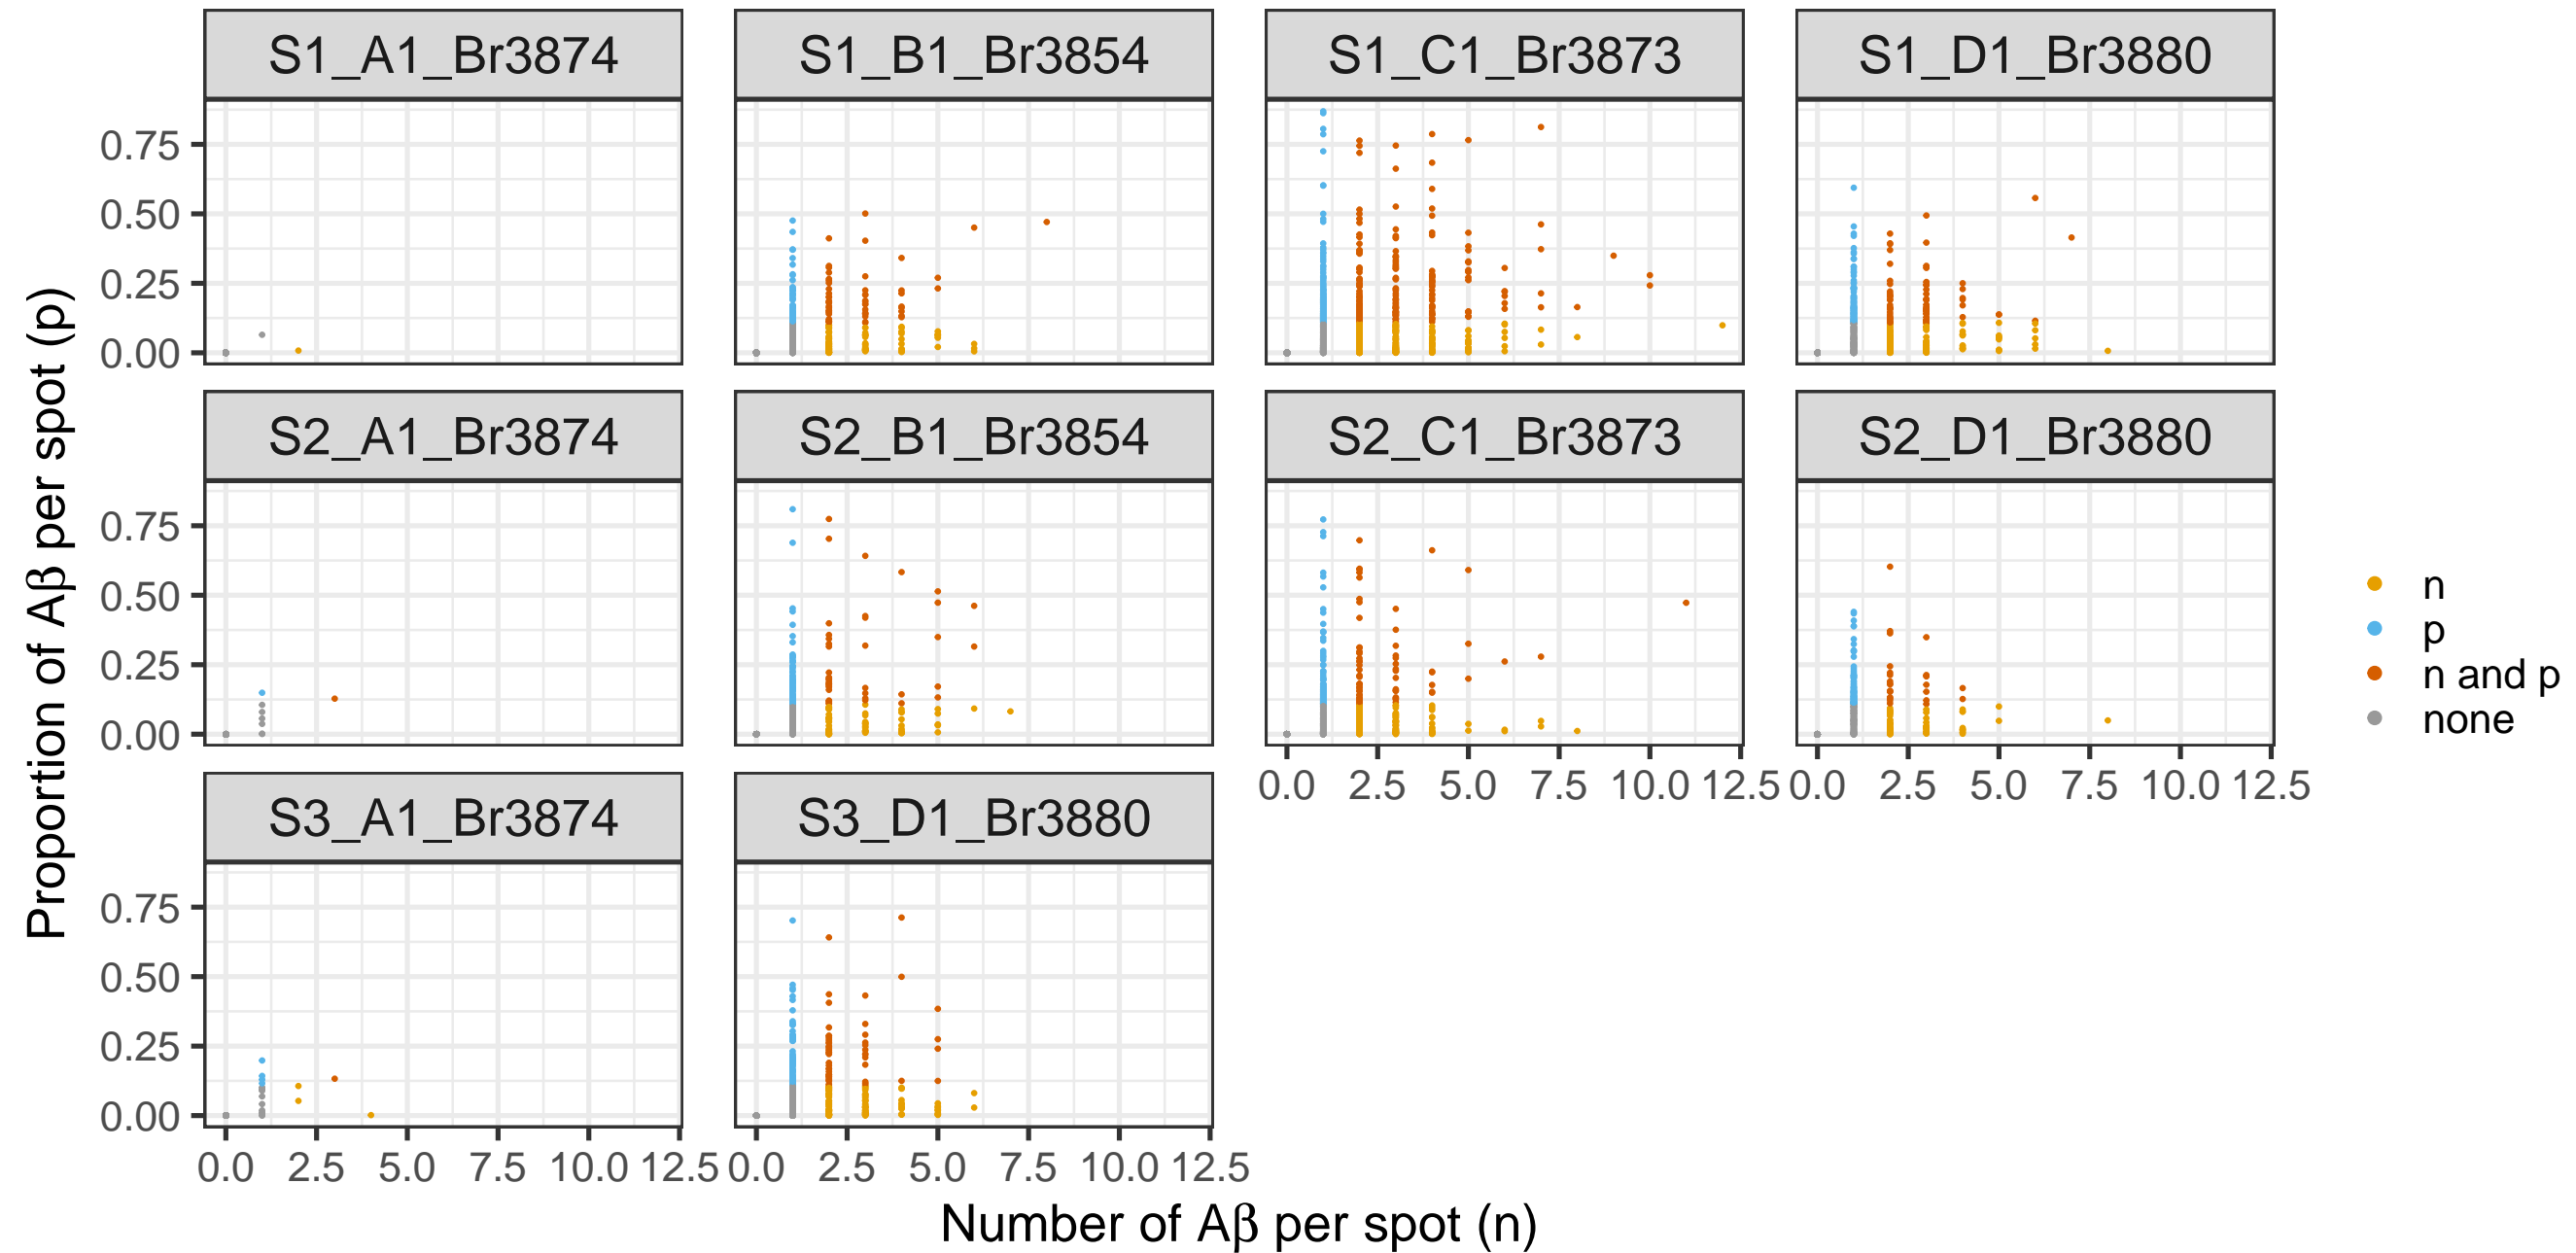 S1_A1_Br3874 S1_B1_Br3854 S1_C1_Br3873 S1_D1_Br3880
0.75
0.50
0.25
0.00
S2_A1_Br3874 S2_B1_Br3854 S2_C1_Br3873 S2_D1_Br3880
0.75
0.50
0.25
0.00
0.0 2.5 5.0 7.5 10.0 12.5 0.0 2.5 5.0 7.5 10.0 12.5
S3_A1_Br3874 S3_D1_Br3880
0.75
0.50
0.25
0.00
0.0 2.5 5.0 7.5 10.0 12.5 0.0 2.5 5.0 7.5 10.0 12.5
Number of Aβ per spot (n)
Proportion of Aβ per spot (p)
n
p
n and p
none